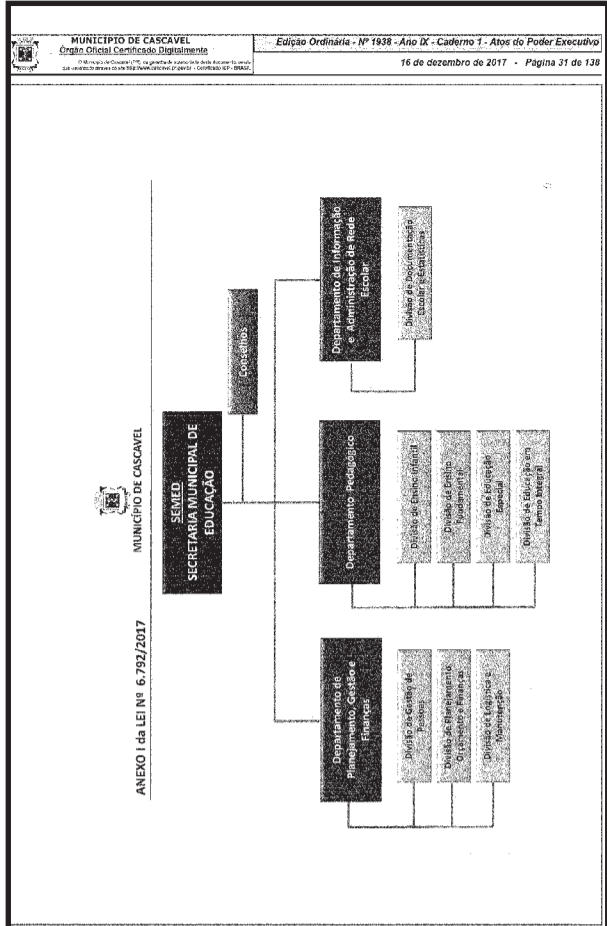 MUNICÍPIO DE CASCAVEL
Órgão Oficial Certificado Digitalmente
Edição Ordinária - Nº 1938 - Ano IX - Caderno 1 - Atos do Poder Executivo
16 de dezembro de 2017 - Página 31 de 138
MUNICÍPIO DE CASCAVEL
ANEXO I da LEI Nº 6.792/2017
SEMED
SECRETARIA MUNICIPAL DE
EDUCAÇÃO
Conselhos
Departamento de
Planejamento, Gestão e
Finanças
Divisão de Gestão de
Pessoas
Divisão de Planejamento
Orçamento e Finanças
Divisão de Logística e
Manutenção
Departamento Pedagógico
Divisão de Ensino Infantil
Divisão de Ensino
Fundamental
Divisão de Educação
Especial
Divisão de Educação em
Tempo Integral
Departamento de Informação
e Administração de Rede
Escolar
Divisão de Documentação
Escolar e Estatísticas